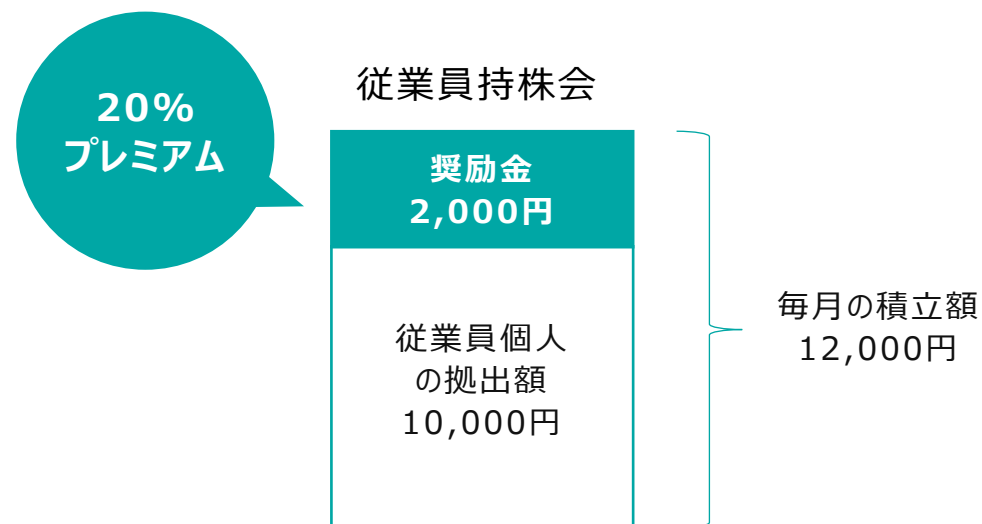 20%
プレミアム
従業員持株会
奨励金
2,000円
従業員個人
の拠出額
10,000円
毎月の積立額
12,000円